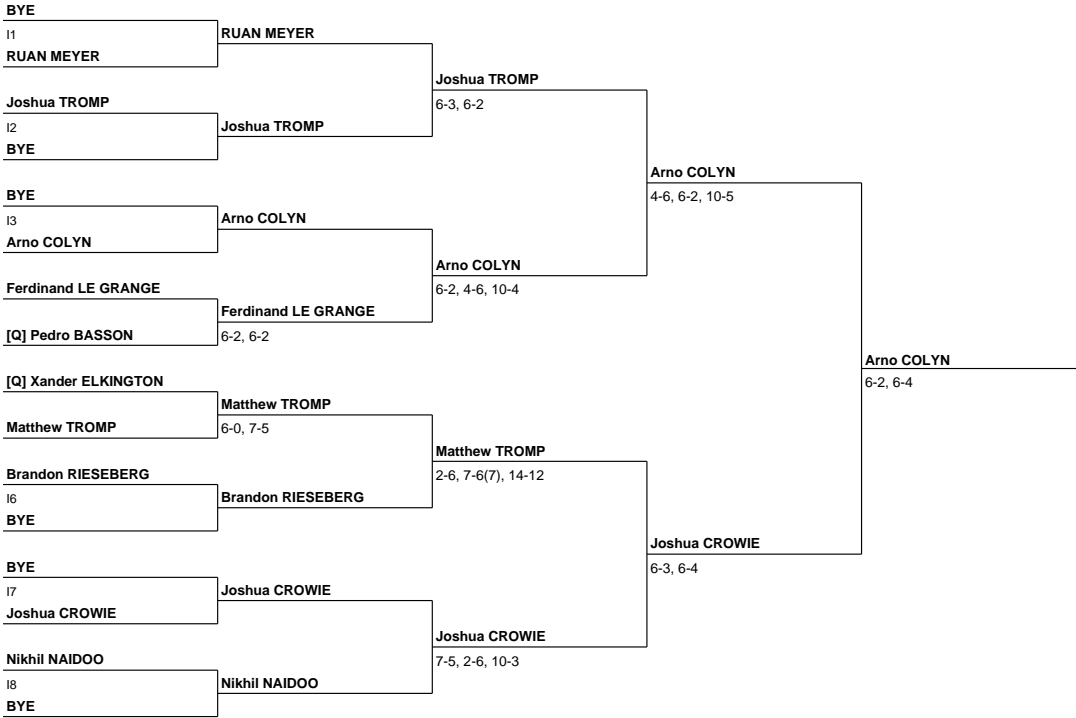 BYE
I1
RUAN MEYER
Joshua TROMP
I2
BYE
BYE
I3
Arno COLYN
Ferdinand LE GRANGE
[Q] Pedro BASSON
[Q] Xander ELKINGTON
Matthew TROMP
Brandon RIESEBERG
I6
BYE
BYE
I7
Joshua CROWIE
Nikhil NAIDOO
I8
BYE
RUAN MEYER
Joshua TROMP
Arno COLYN
Ferdinand LE GRANGE
6-2, 6-2
Matthew TROMP
6-0, 7-5
Brandon RIESEBERG
Joshua CROWIE
Nikhil NAIDOO
Joshua TROMP
6-3, 6-2
Arno COLYN
6-2, 4-6, 10-4
Matthew TROMP
2-6, 7-6(7), 14-12
Joshua CROWIE
7-5, 2-6, 10-3
Arno COLYN
4-6, 6-2, 10-5
Joshua CROWIE
6-3, 6-4
Arno COLYN
6-2, 6-4